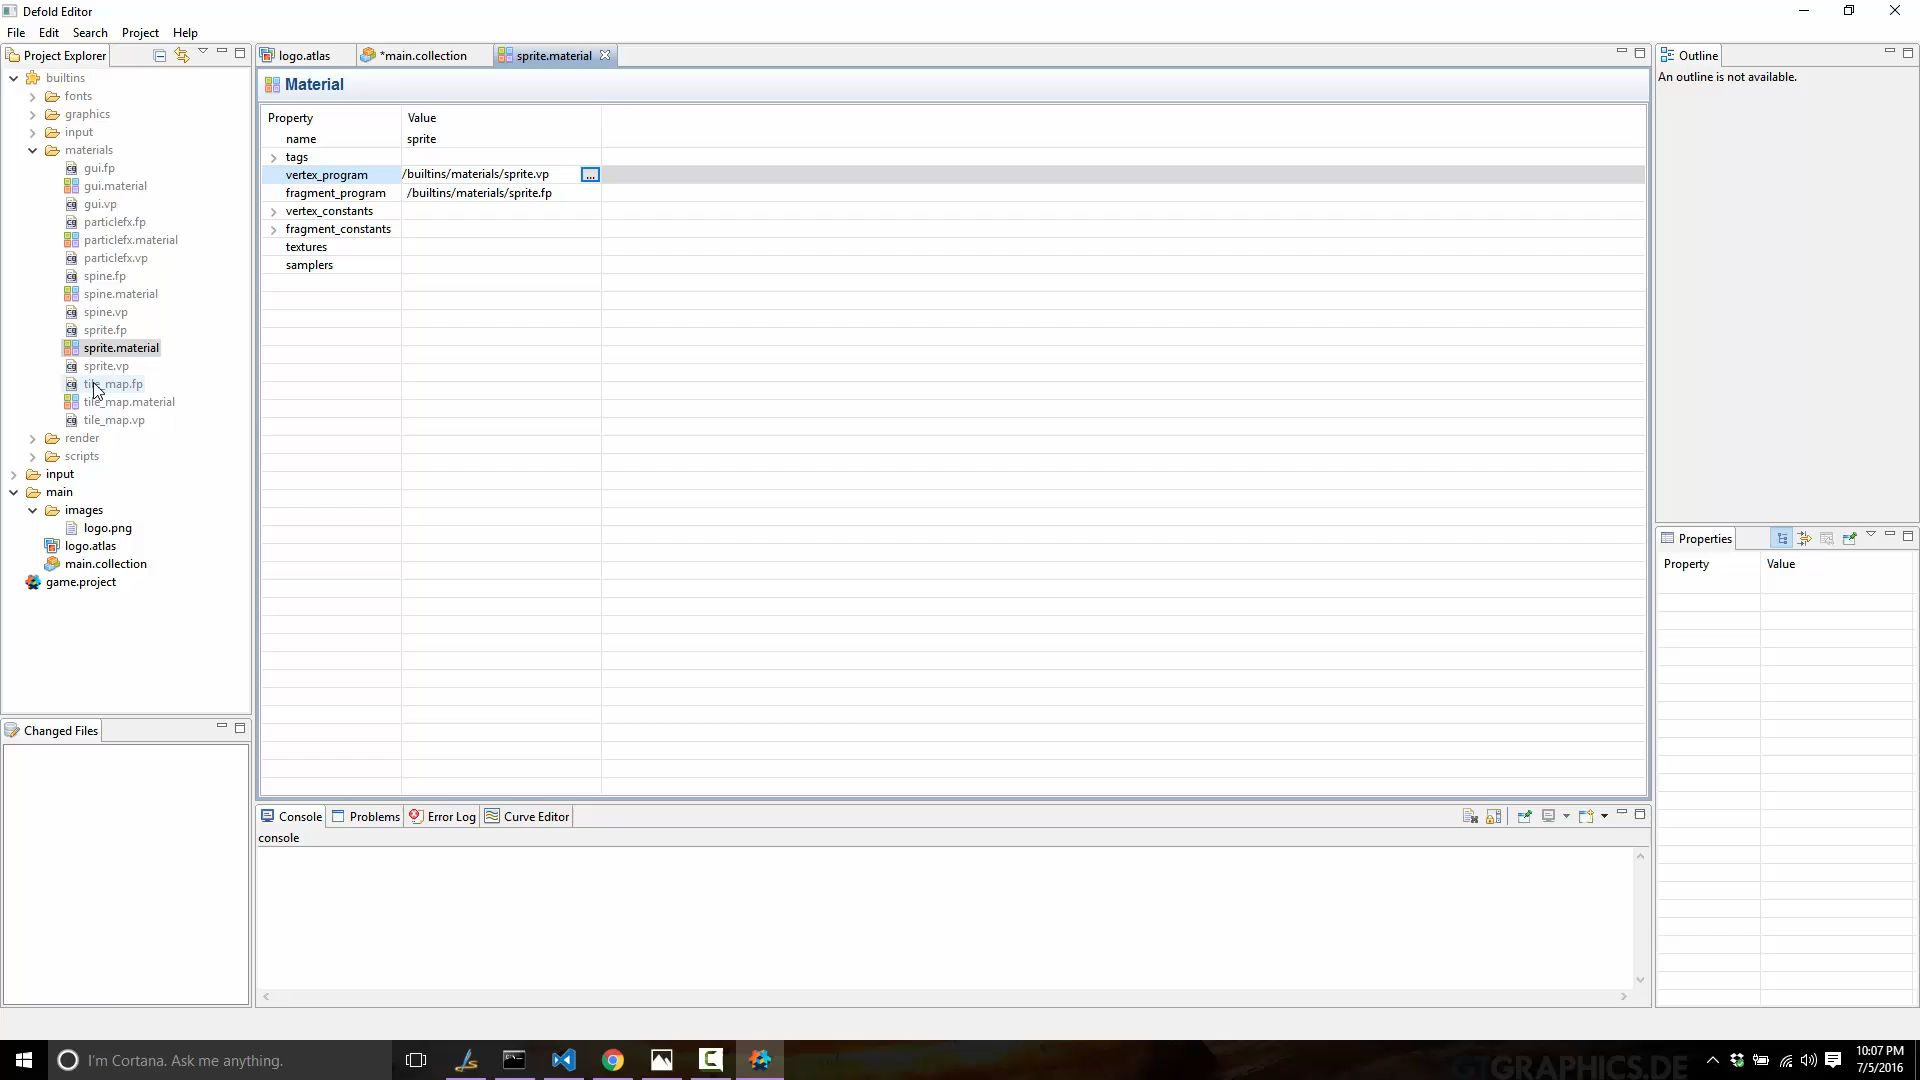 Defold Editor
File Edit Search Project Help
Project Explorer
builtins
fonts
graphics
input
materials
gui.fp
gui.material
gui.vp
particlefx.fp
particlefx.material
particlefx.vp
spine.fp
spine.material
spine.vp
sprite.fp
sprite.material
sprite.vp
tile_map.fp
tile_map.material
tile_map.vp
render
scripts
input
main
images
logo.png
logo.atlas
main.collection
game.project
Changed Files
logo.atlas *main.collection sprite.material
Material
Property Value
name sprite
tags
vertex_program /builtins/materials/sprite.vp ...
fragment_program /builtins/materials/sprite.fp
vertex_constants
fragment_constants
textures
samplers
Console Problems Error Log Curve Editor
console
Outline
An outline is not available.
Properties
Property Value
I'm Cortana. Ask me anything.
GTGRAPHICS.DE
10:07 PM
7/5/2016